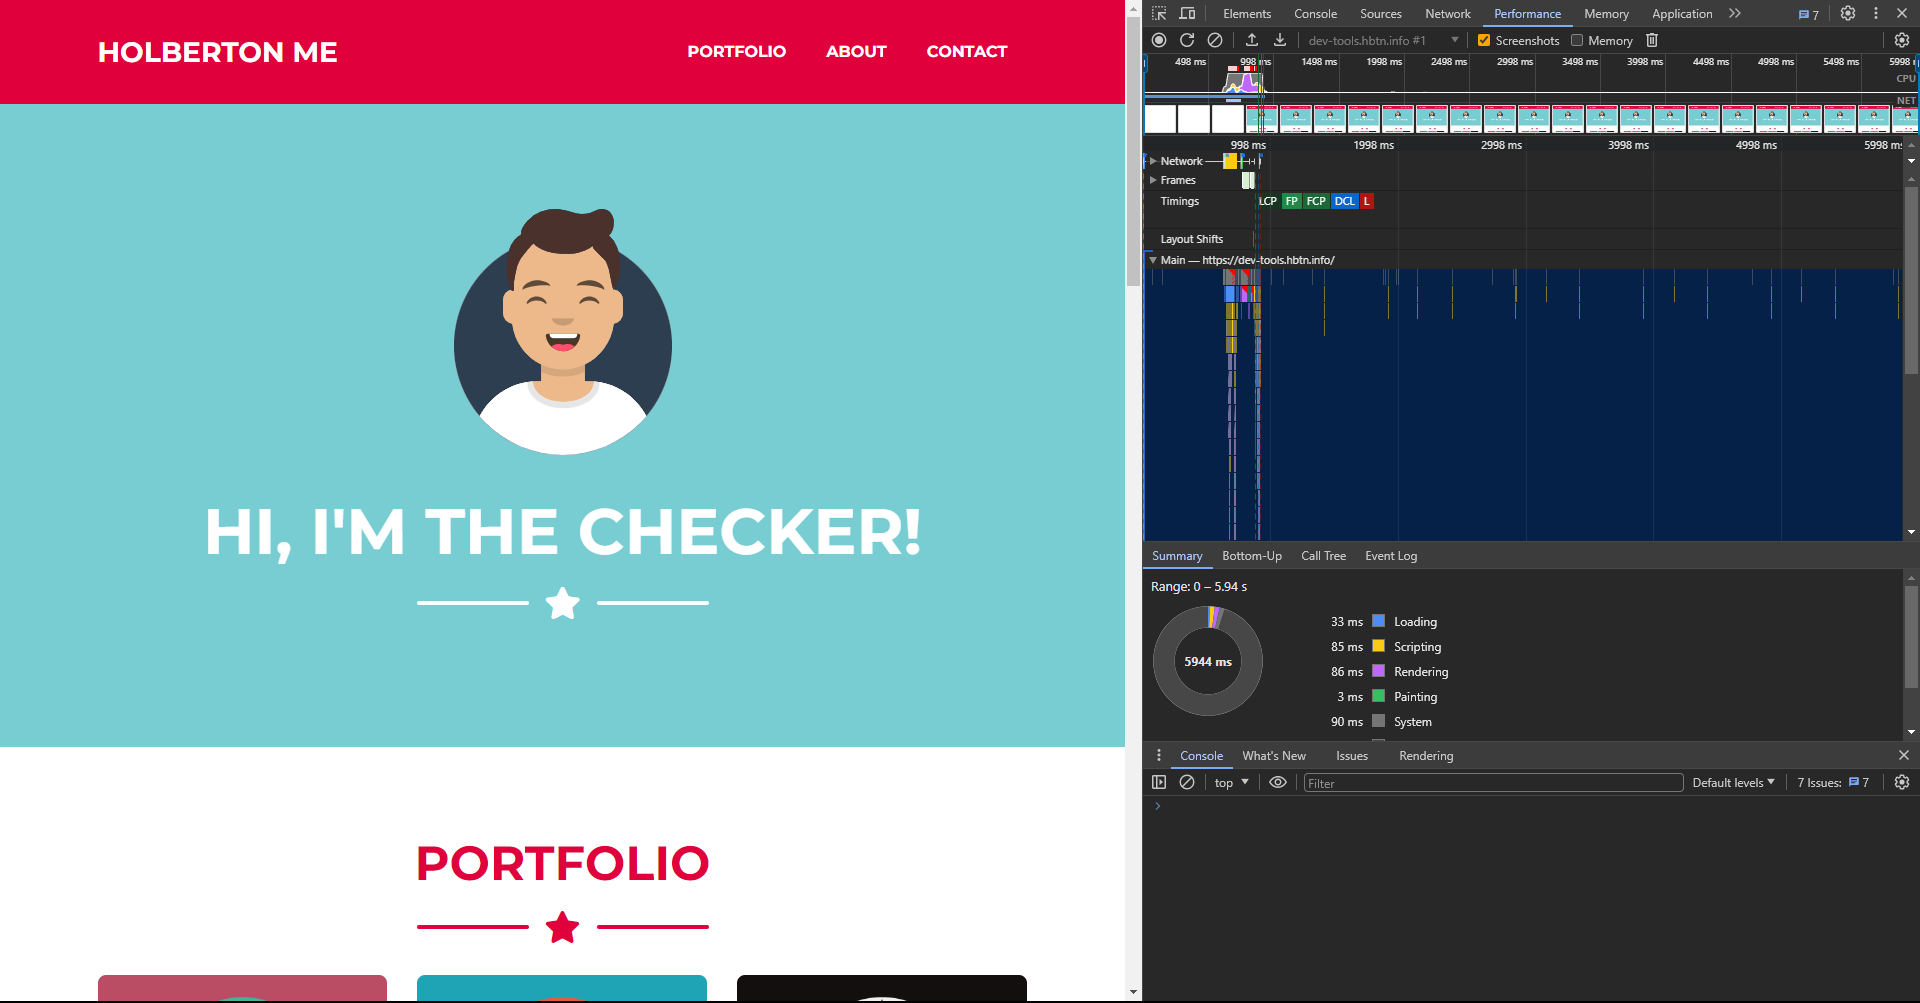 HOLBERTON ME
PORTFOLIO ABOUT CONTACT
HI, I'M THE CHECKER!
PORTFOLIO
Elements Console Sources Network Performance Memory Application 7
dev-tools.hbtn.info #1 Screenshots Memory
498 ms 998 ms 1498 ms 1998 ms 2498 ms 2998 ms 3498 ms 3998 ms 4498 ms 4998 ms 5498 ms 5998
CPU
NET
998 ms 1998 ms 2998 ms 3998 ms 4998 ms 5998 ms
Network
Frames
Timings LCP FP FCP DCL L
Layout Shifts
Main — https://dev-tools.hbtn.info/
Summary Bottom-Up Call Tree Event Log
Range: 0 – 5.94 s
5944 ms
33 ms Loading
85 ms Scripting
86 ms Rendering
3 ms Painting
90 ms System
Console What's New Issues Rendering
top Filter Default levels 7 Issues: 7